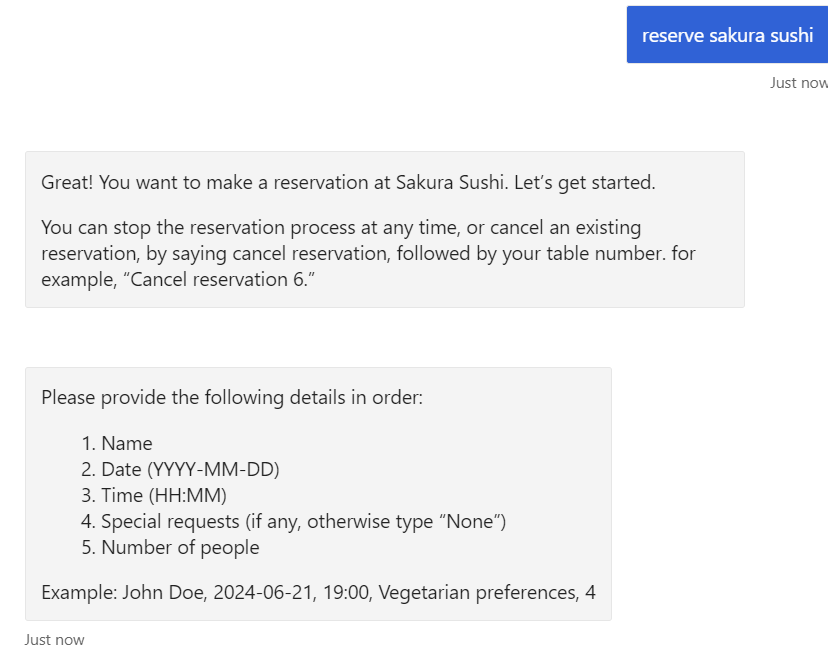 reserve sakura sushi
Just now
Great! You want to make a reservation at Sakura Sushi. Let’s get started.
You can stop the reservation process at any time, or cancel an existing
reservation, by saying cancel reservation, followed by your table number. for
example, “Cancel reservation 6.”
Please provide the following details in order:
1. Name
2. Date (YYYY-MM-DD)
3. Time (HH:MM)
4. Special requests (if any, otherwise type “None”)
5. Number of people
Example: John Doe, 2024-06-21, 19:00, Vegetarian preferences, 4
Just now